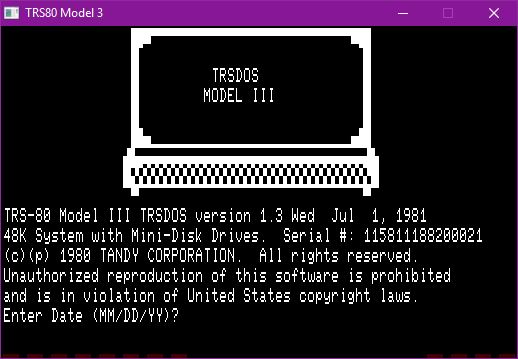 TRS80 Model 3
TRSDOS
MODEL III
TRS-80 Model III TRSDOS version 1.3 Wed  Jul  1, 1981
48K System with Mini-Disk Drives.  Serial #: 115811188200021
(c)(p) 1980 TANDY CORPORATION.  All rights reserved.
Unauthorized reproduction of this software is prohibited
and is in violation of United States copyright laws.
Enter Date (MM/DD/YY)?